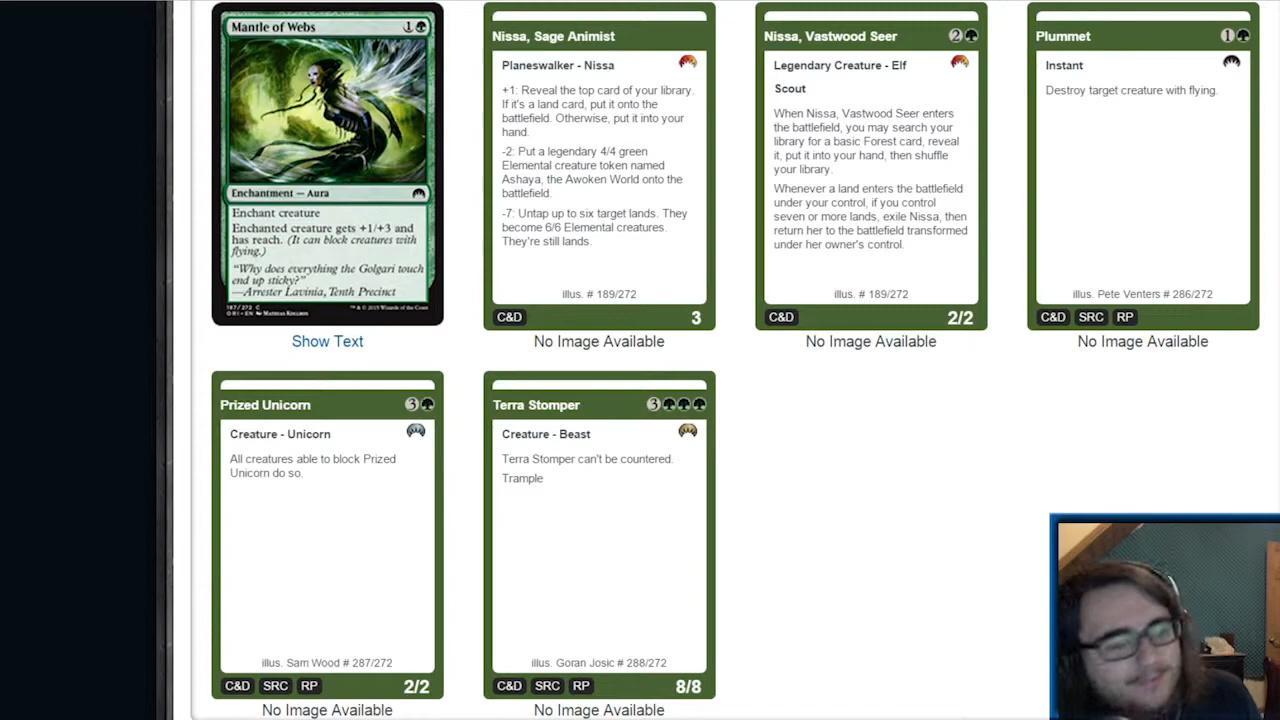 Mantle of Webs 1
Enchantment — Aura
Enchant creature
Enchanted creature gets +1/+3 and
has reach. (It can block creatures with
flying.)
"Why does everything the Golgari touch
end up sticky?"
—Arrester Lavinia, Tenth Precinct
187/272 C
Show Text
Nissa, Sage Animist
Planeswalker - Nissa
+1: Reveal the top card of your library.
If it's a land card, put it onto the
battlefield. Otherwise, put it into your
hand.
-2: Put a legendary 4/4 green
Elemental creature token named
Ashaya, the Awoken World onto the
battlefield.
-7: Untap up to six target lands. They
become 6/6 Elemental creatures.
They're still lands.
illus. # 189/272
C&D 3
No Image Available
Nissa, Vastwood Seer 2
Legendary Creature - Elf
Scout
When Nissa, Vastwood Seer enters
the battlefield, you may search your
library for a basic Forest card, reveal
it, put it into your hand, then shuffle
your library.
Whenever a land enters the battlefield
under your control, if you control
seven or more lands, exile Nissa, then
return her to the battlefield transformed
under her owner's control.
illus. # 189/272
C&D 2/2
No Image Available
Plummet 1
Instant
Destroy target creature with flying.
illus. Pete Venters # 286/272
C&D SRC RP
No Image Available
Prized Unicorn 3
Creature - Unicorn
All creatures able to block Prized
Unicorn do so.
illus. Sam Wood # 287/272
C&D SRC RP 2/2
No Image Available
Terra Stomper 3
Creature - Beast
Terra Stomper can't be countered.
Trample
illus. Goran Josic # 288/272
C&D SRC RP 8/8
No Image Available